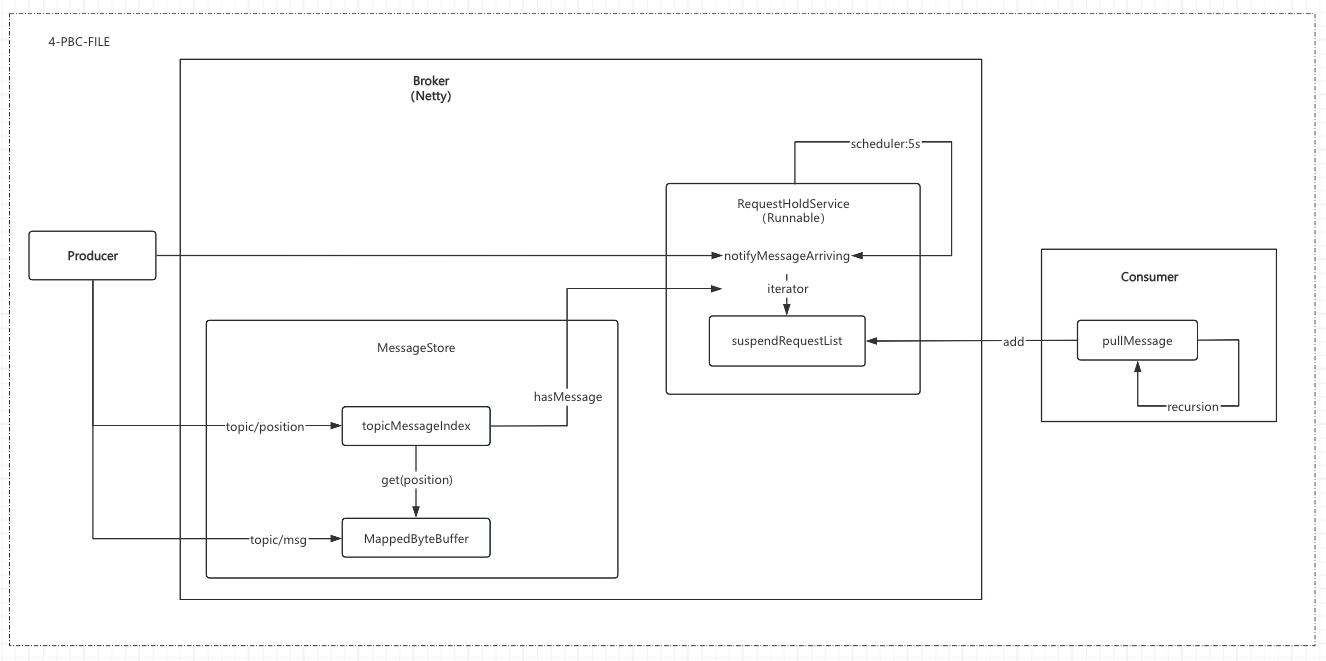 4-PBC-FILE
Broker
(Netty)
scheduler:5s
RequestHoldService
(Runnable)
Producer
notifyMessageArriving
Consumer
iterator
suspendRequestList
add
pullMessage
MessageStore
hasMessage
recursion
topic/position
topicMessageIndex
get(position)
topic/msg
MappedByteBuffer